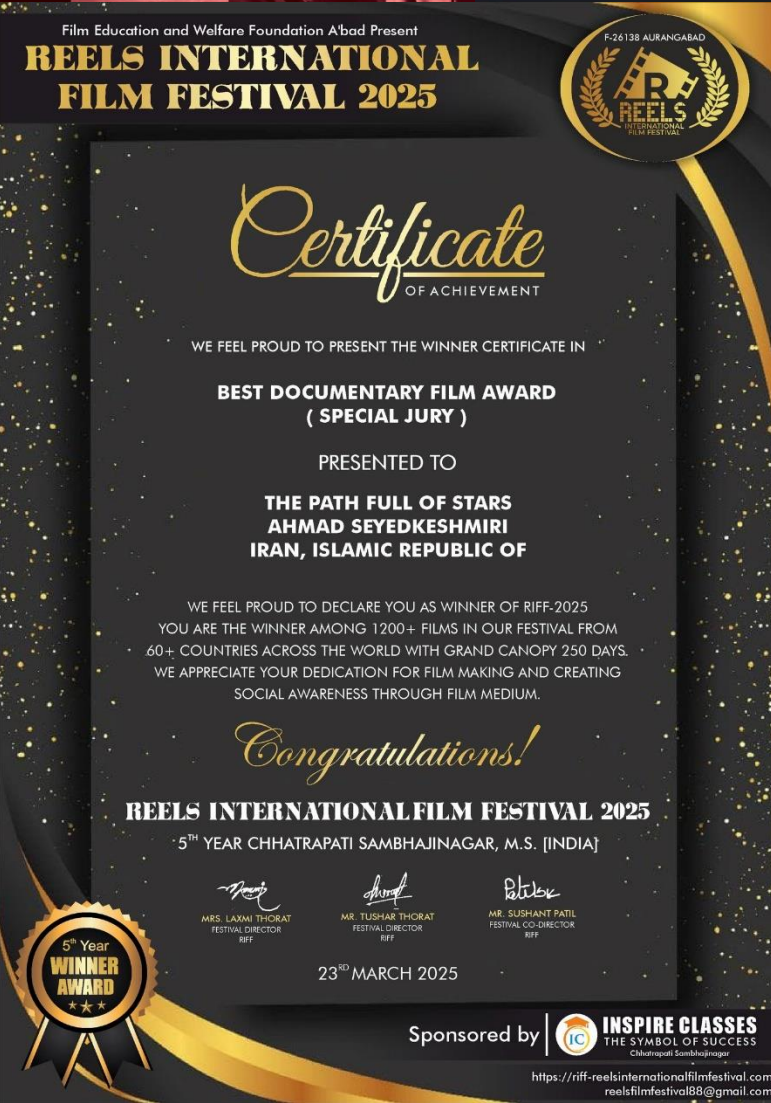 Film Education and Welfare Foundation A'bad Present
REELS INTERNATIONAL
FILM FESTIVAL 2025
F-26138 AURANGABAD
R
REELS
INTERNATIONAL
FILM FESTIVAL
Certificate
OF ACHIEVEMENT
WE FEEL PROUD TO PRESENT THE WINNER CERTIFICATE IN
BEST DOCUMENTARY FILM AWARD
( SPECIAL JURY )
PRESENTED TO
THE PATH FULL OF STARS
AHMAD SEYEDKESHMIRI
IRAN, ISLAMIC REPUBLIC OF
WE FEEL PROUD TO DECLARE YOU AS WINNER OF RIFF-2025
YOU ARE THE WINNER AMONG 1200+ FILMS IN OUR FESTIVAL FROM
60+ COUNTRIES ACROSS THE WORLD WITH GRAND CANOPY 250 DAYS.
WE APPRECIATE YOUR DEDICATION FOR FILM MAKING AND CREATING
SOCIAL AWARENESS THROUGH FILM MEDIUM.
Congratulations!
REELS INTERNATIONAL FILM FESTIVAL 2025
5TH YEAR CHHATRAPATI SAMBHAJINAGAR, M.S. [INDIA]
MRS. LAXMI THORAT
FESTIVAL DIRECTOR
RIFF
MR. TUSHAR THORAT
FESTIVAL DIRECTOR
RIFF
MR. SUSHANT PATIL
FESTIVAL CO-DIRECTOR
RIFF
23RD MARCH 2025
5th Year
WINNER
AWARD
Sponsored by
IC
INSPIRE CLASSES
THE SYMBOL OF SUCCESS
Chhatrapati Sambhajinagar
https://riff-reelsinternationalfilmfestival.com
reelsfilmfestival88@gmail.com